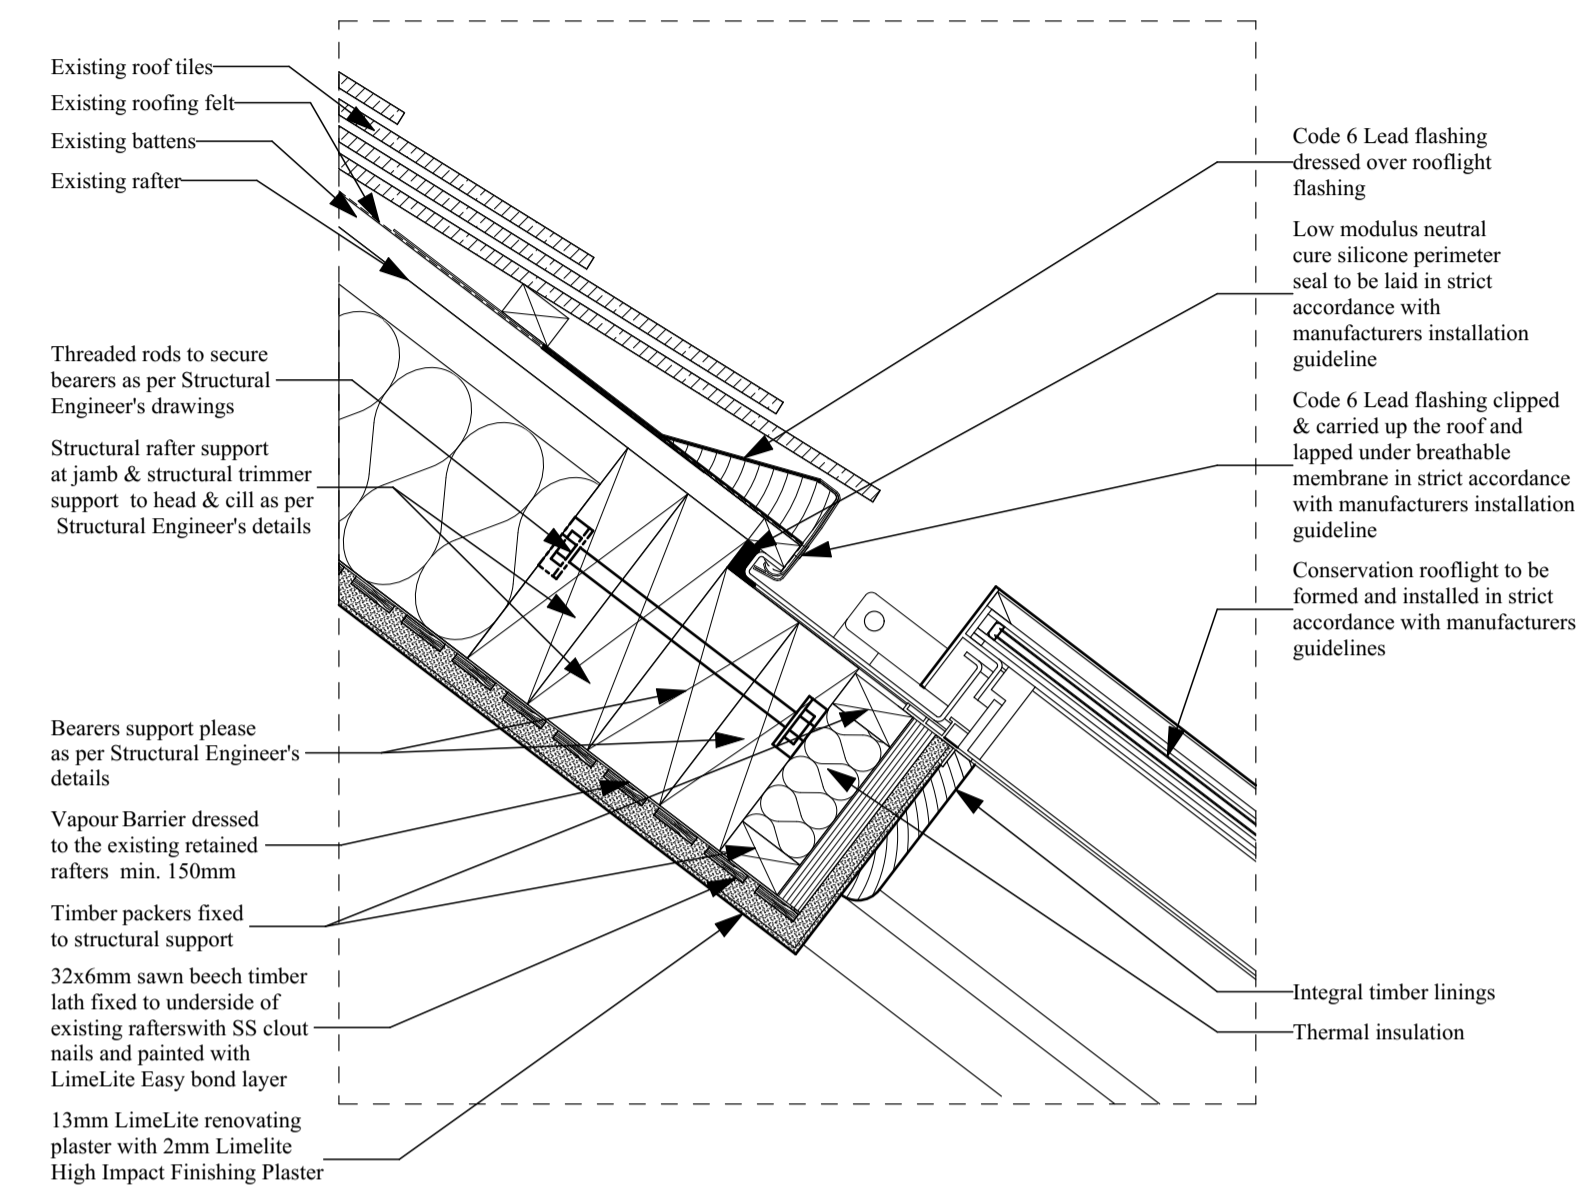 Existing roof tiles
Existing roofing felt
Existing battens
Existing rafter
Threaded rods to secure
bearers as per Structural
Engineer's drawings
Structural rafter support
at jamb & structural trimmer
support to head & cill as per
Structural Engineer's details
Bearers support please
as per Structural Engineer's
details
Vapour Barrier dressed
to the existing retained
rafters min. 150mm
Timber packers fixed
to structural support
32x6mm sawn beech timber
lath fixed to underside of
existing rafterswith SS clout
nails and painted with
LimeLite Easy bond layer
13mm LimeLite renovating
plaster with 2mm Limelite
High Impact Finishing Plaster
Code 6 Lead flashing
dressed over rooflight
flashing
Low modulus neutral
cure silicone perimeter
seal to be laid in strict
accordance with
manufacturers installation
guideline
Code 6 Lead flashing clipped
& carried up the roof and
lapped under breathable
membrane in strict accordance
with manufacturers installation
guideline
Conservation rooflight to be
formed and installed in strict
accordance with manufacturers
guidelines
Integral timber linings
Thermal insulation